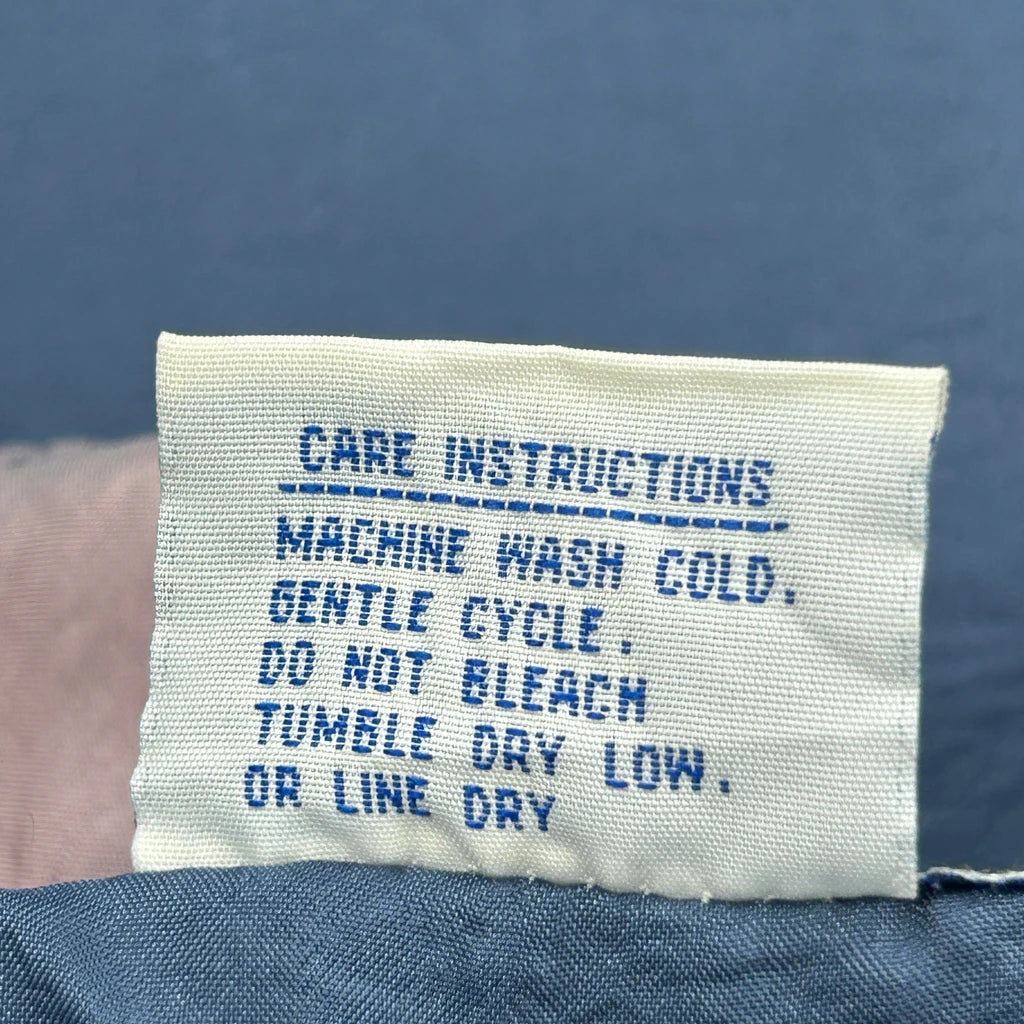 CARE INSTRUCTIONS
MACHINE WASH COLD.
GENTLE CYCLE.
DO NOT BLEACH
TUMBLE DRY LOW.
OR LINE DRY